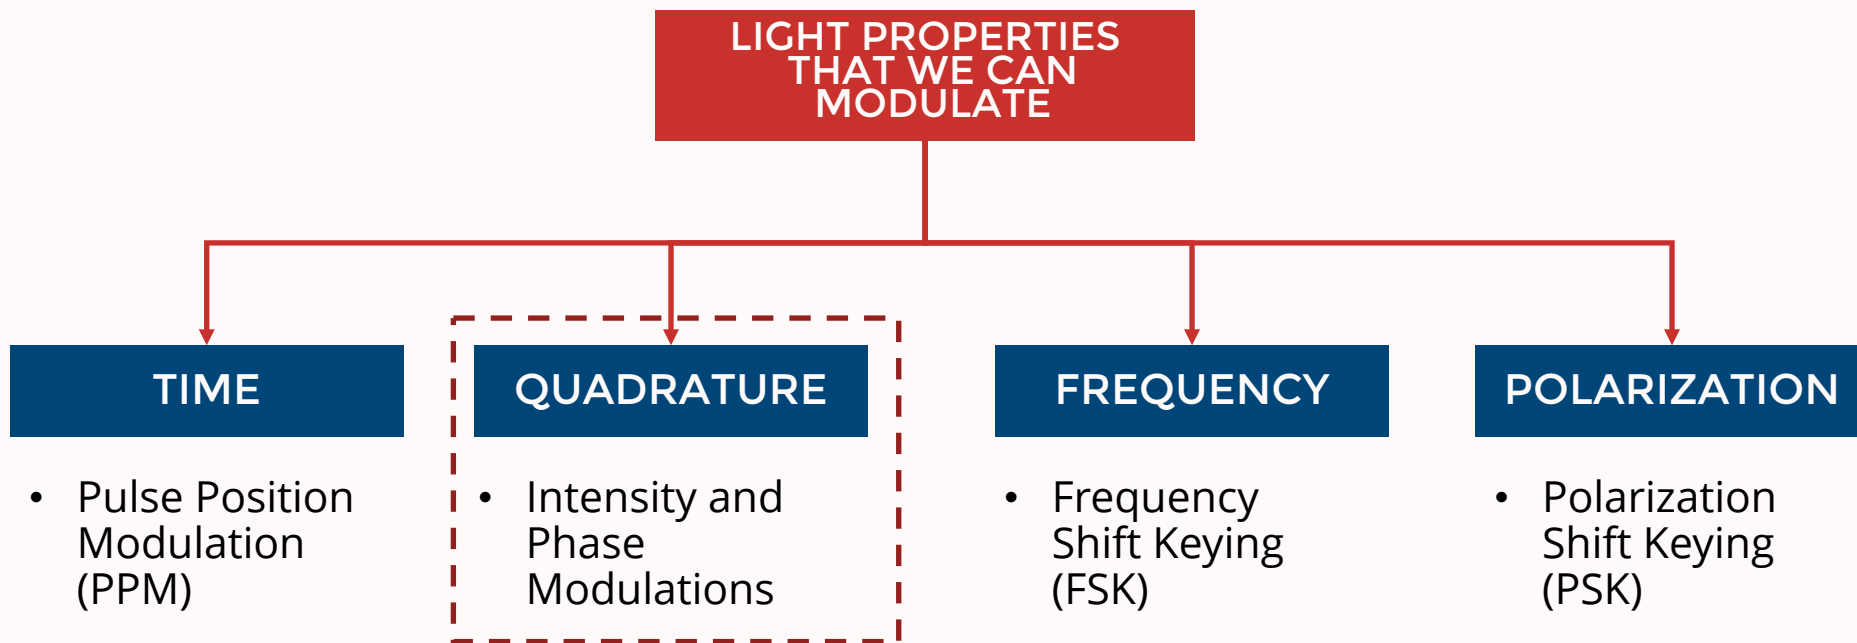 LIGHT PROPERTIES
THAT WE CAN
MODULATE
TIME
• Pulse Position
Modulation
(PPM)
QUADRATURE
• Intensity and
Phase
Modulations
FREQUENCY
• Frequency
Shift Keying
(FSK)
POLARIZATION
• Polarization
Shift Keying
(PSK)